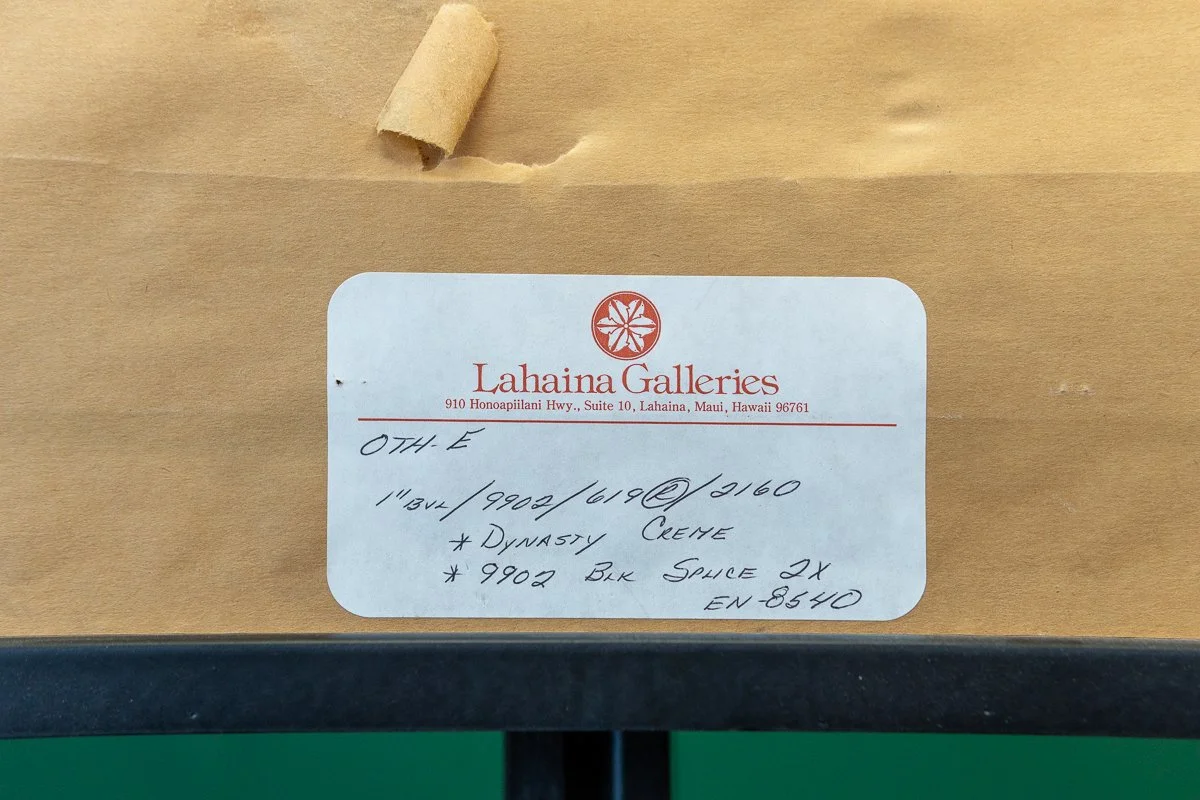 Lahaina Galleries
910 Honoapiilani Hwy., Suite 10, Lahaina, Maui, Hawaii 96761
OTH-E
1" BVL/9902/619Ⓡ/2160
* DYNASTY CREME
* 9902 BLK SPLICE 2X
EN-8540